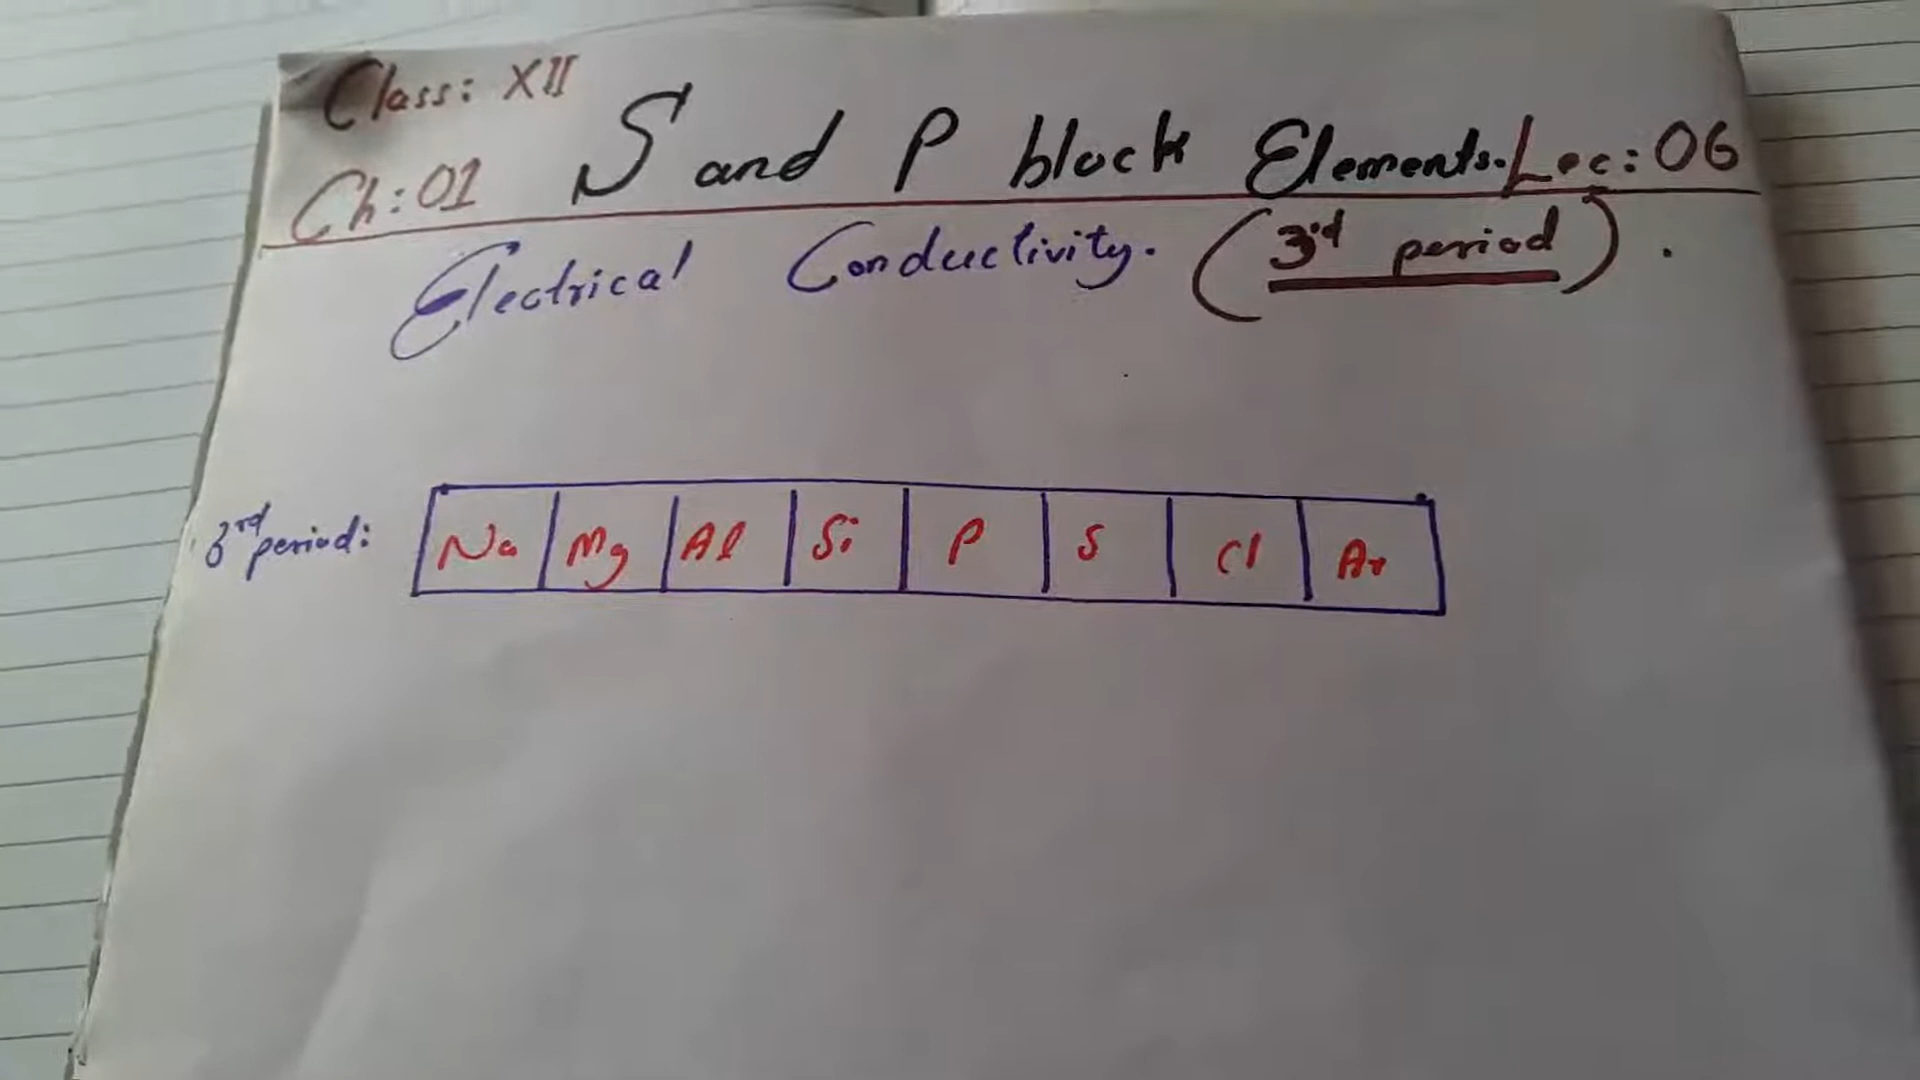 Class: XII
Ch: 01 S and P block Elements. Lec: 06
Electrical Conductivity. (3rd period).
3rd period: Na Mg Al Si P S Cl Ar